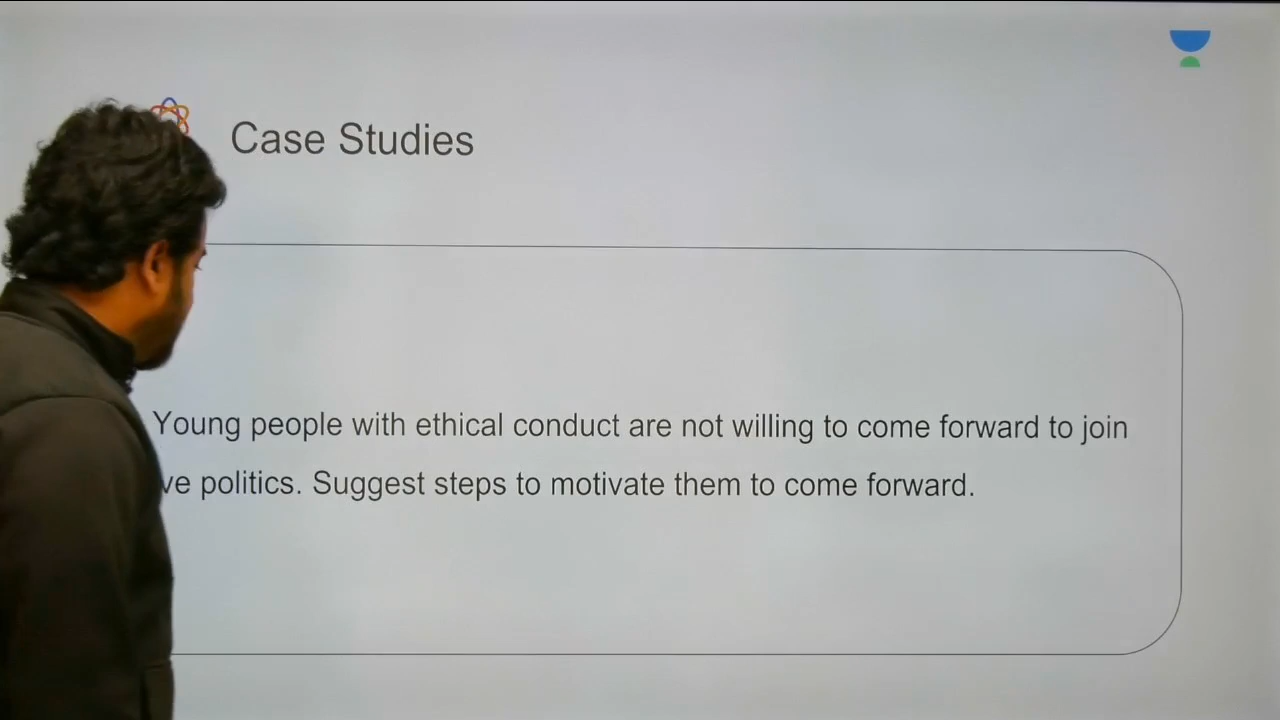 Case Studies
Young people with ethical conduct are not willing to come forward to join
ve politics. Suggest steps to motivate them to come forward.